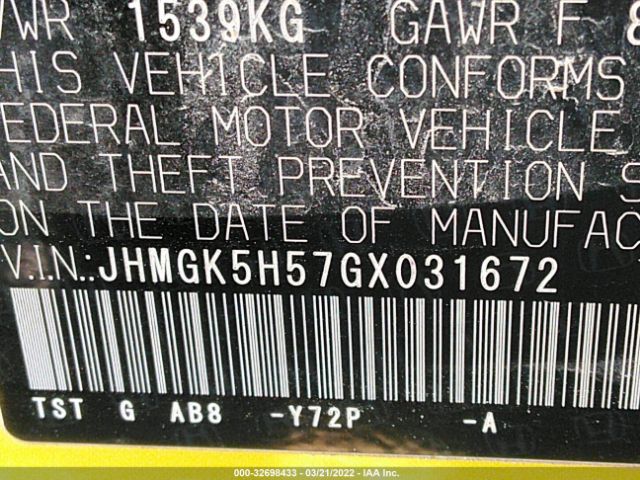 VWR 1539KG GAWR F 8
HIS VEHICLE CONFORMS
FEDERAL MOTOR VEHICLE
AND THEFT PREVENTION S
ON THE DATE OF MANUFAC
V.I.N.:JHMGK5H57GX031672
TST G AB8 -Y72P -A
000-32698433 - 03/21/2022 - IAA Inc.